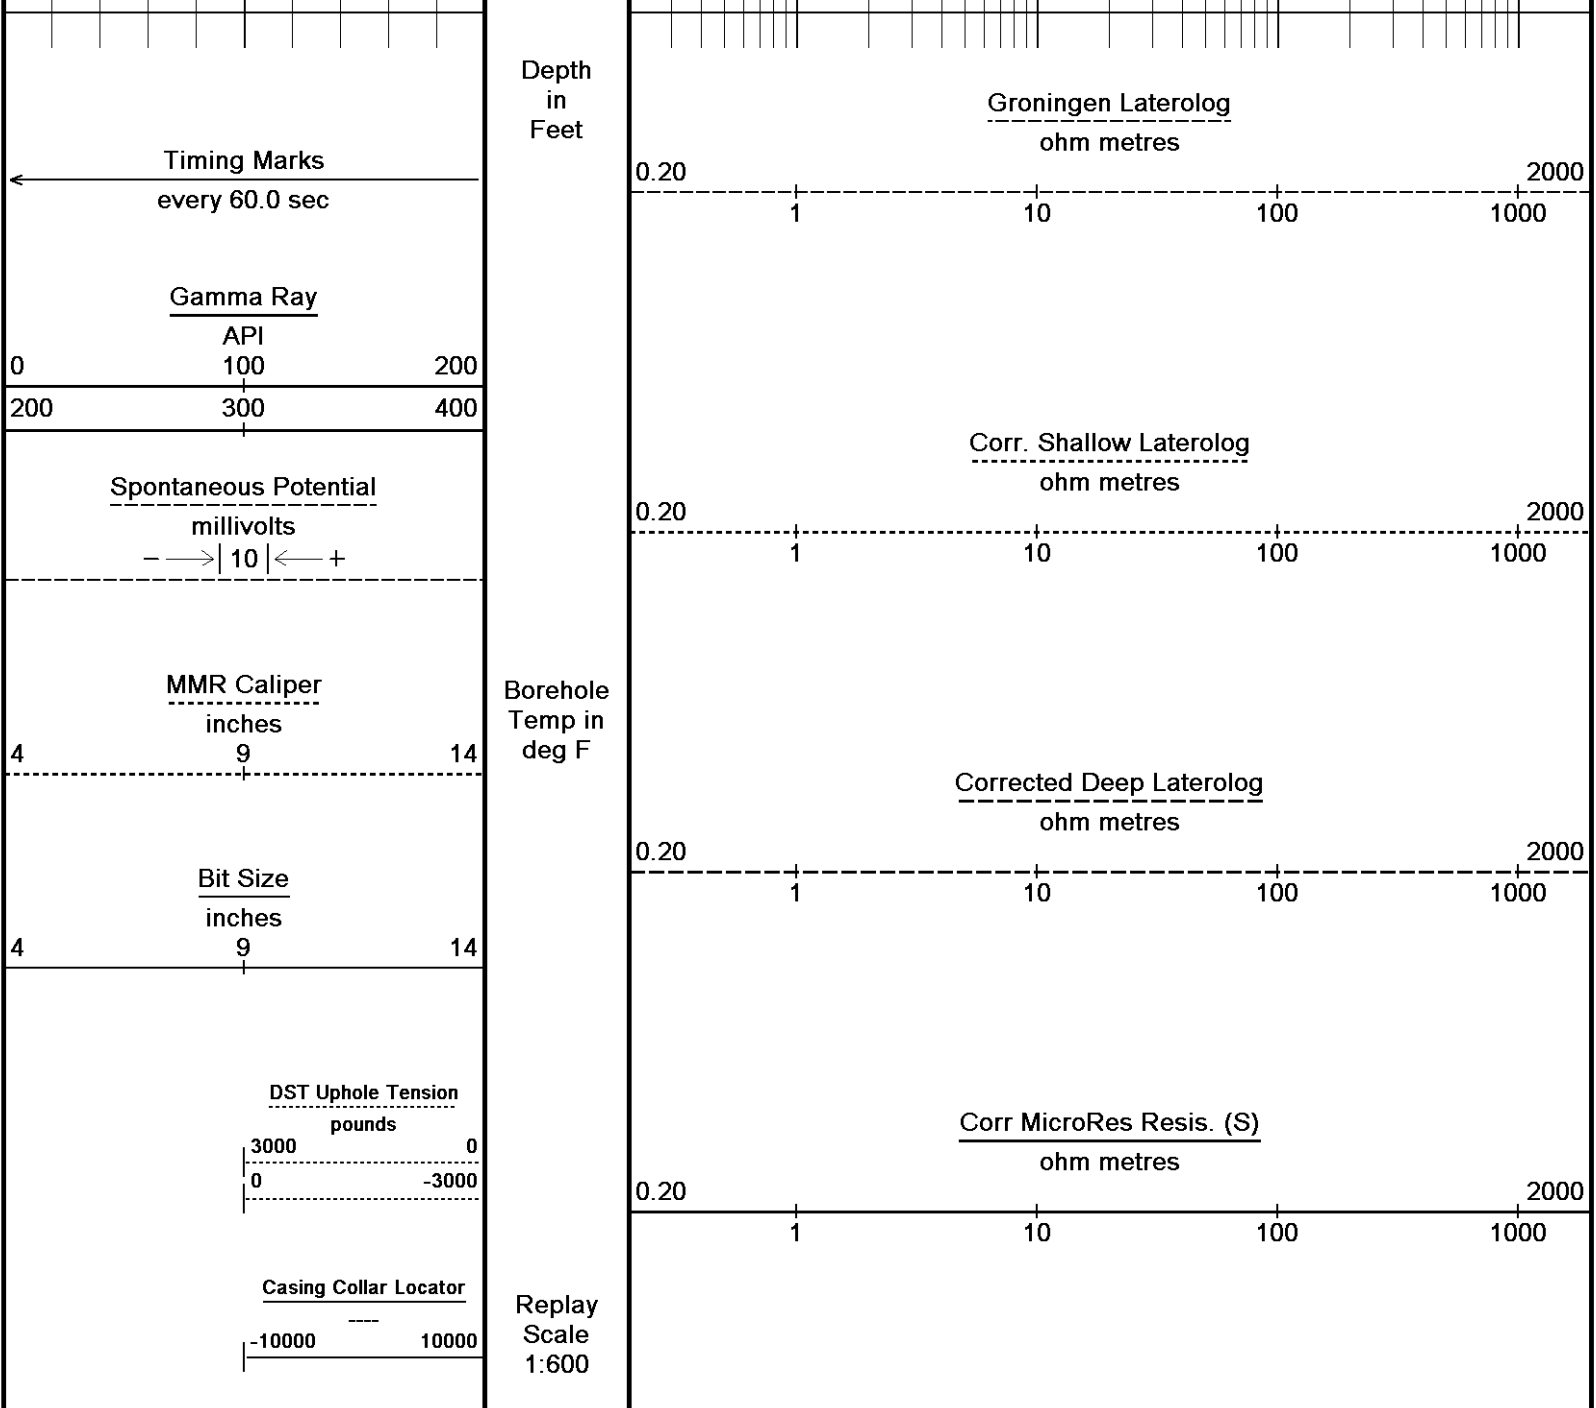 Timing Marks
every 60.0 sec
Gamma Ray
API
0 100 200
200 300 400
Spontaneous Potential
millivolts
− 10 +
MMR Caliper
inches
4 9 14
Bit Size
inches
4 9 14
DST Uphole Tension
pounds
3000 0
0 -3000
Casing Collar Locator
----
-10000 10000
Depth
in
Feet
Borehole
Temp in
deg F
Replay
Scale
1:600
Groningen Laterolog
ohm metres
0.20 2000
1 10 100 1000
Corr. Shallow Laterolog
ohm metres
0.20 2000
1 10 100 1000
Corrected Deep Laterolog
ohm metres
0.20 2000
1 10 100 1000
Corr MicroRes Resis. (S)
ohm metres
0.20 2000
1 10 100 1000